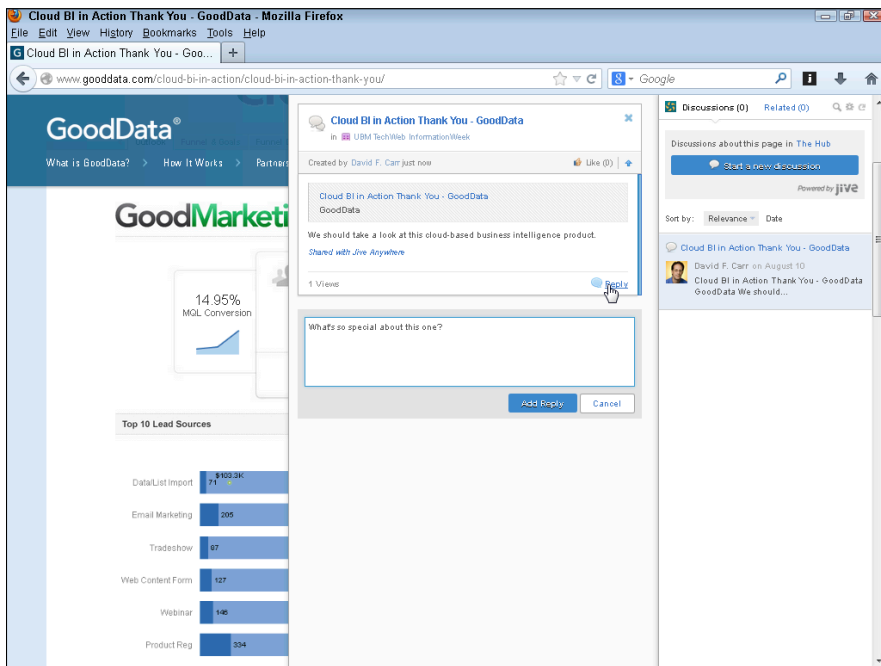 Cloud BI in Action Thank You - GoodData - Mozilla Firefox
File Edit View History Bookmarks Tools Help
G Cloud BI in Action Thank You - Goo... +
www.gooddata.com/cloud-bi-in-action/cloud-bi-in-action-thank-you/
8 Google
GoodData®
What is GoodData? > How It Works > Partners
GoodMarketi
14.95%
MQL Conversion
Top 10 Lead Sources
Data/List Import $103.3K
71
Email Marketing 205
Tradeshow 97
Web Content Form 127
Webinar 146
Product Reg 334
Cloud BI in Action Thank You - GoodData
in UBM TechWeb InformationWeek
Created by David F. Carr just now Like (0)
Cloud BI in Action Thank You - GoodData
GoodData
We should take a look at this cloud-based business intelligence product.
Shared with Jive Anywhere
1 Views Reply
What's so special about this one?
Add Reply Cancel
Discussions (0) Related (0)
Discussions about this page in The Hub
Start a new discussion
Powered by jive
Sort by: Relevance Date
Cloud BI in Action Thank You - GoodData
David F. Carr on August 10
Cloud BI in Action Thank You - GoodData
GoodData We should...